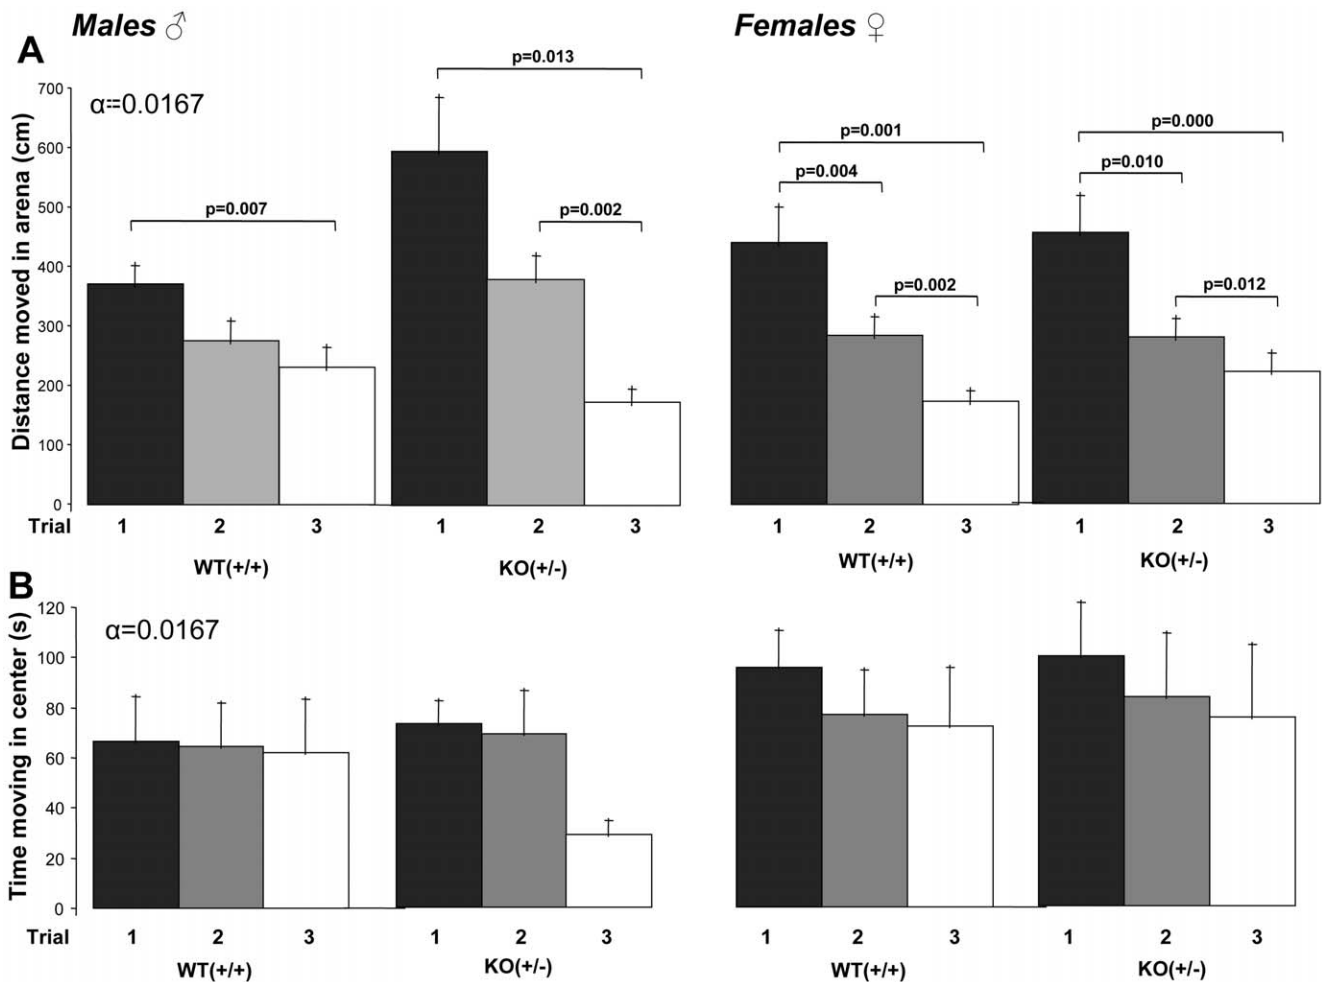 Males ♂
Females ♀
A
Distance moved in arena (cm)
α=0.0167
700
600
500
400
300
200
100
0
p=0.007
p=0.013
p=0.002
p=0.001
p=0.004
p=0.002
p=0.000
p=0.010
p=0.012
Trial 1 2 3 1 2 3 1 2 3 1 2 3
WT(+/+) KO(+/-) WT(+/+) KO(+/-)
B
Time moving in center (s)
α=0.0167
120
100
80
60
40
20
0
Trial 1 2 3 1 2 3 1 2 3 1 2 3
WT(+/+) KO(+/-) WT(+/+) KO(+/-)